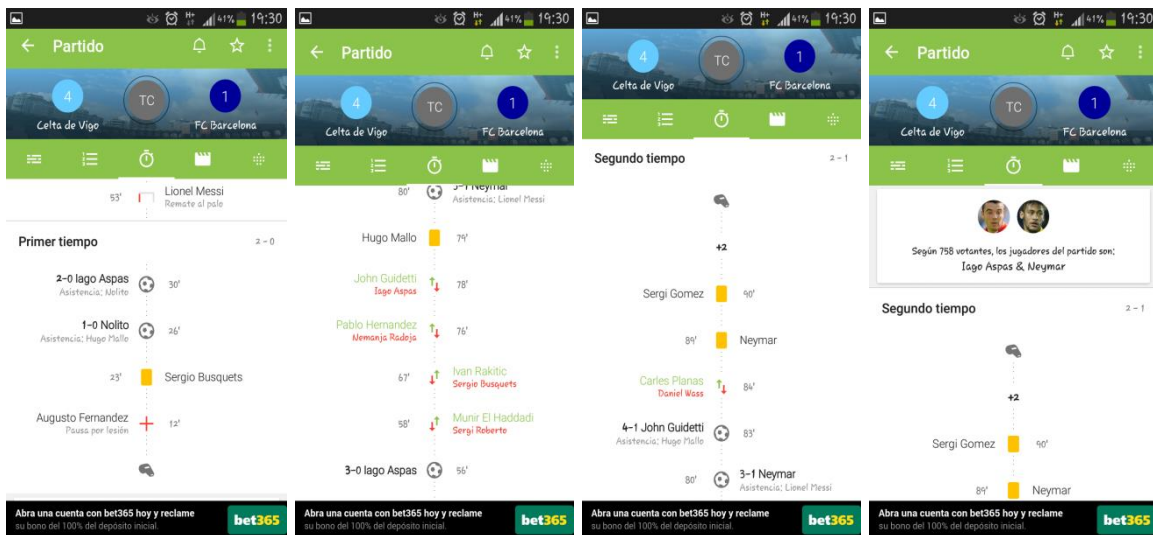 H+ 41% 19:30
← Partido
4 TC 1
Celta de Vigo FC Barcelona
53' Lionel Messi
Remate al palo
Primer tiempo 2 - 0
2-0 Iago Aspas 30'
Asistencia: Nolito
1-0 Nolito 26'
Asistencia: Hugo Mallo
23' Sergio Busquets
Augusto Fernandez 12'
Pausa por lesión
Abra una cuenta con bet365 hoy y reclame
su bono del 100% del depósito inicial.
bet365
H+ 41% 19:30
← Partido
4 TC 1
Celta de Vigo FC Barcelona
80' 3-1 Neymar
Asistencia: Lionel Messi
Hugo Mallo 79'
John Guidetti 78'
Iago Aspas
Pablo Hernandez 76'
Nemanja Radoja
67' Ivan Rakitic
Sergio Busquets
58' Munir El Haddadi
Sergi Roberto
3-0 Iago Aspas 56'
Abra una cuenta con bet365 hoy y reclame
su bono del 100% del depósito inicial.
bet365
H+ 41% 19:30
4 TC 1
Celta de Vigo FC Barcelona
Segundo tiempo 2 - 1
+2
Sergi Gomez 90'
89' Neymar
Carles Planas 84'
Daniel Wass
4-1 John Guidetti 83'
Asistencia: Hugo Mallo
80' 3-1 Neymar
Asistencia: Lionel Messi
Abra una cuenta con bet365 hoy y reclame
su bono del 100% del depósito inicial.
bet365
H+ 41% 19:30
← Partido
4 TC 1
Celta de Vigo FC Barcelona
Según 758 votantes, los jugadores del partido son:
Iago Aspas & Neymar
Segundo tiempo 2 - 1
+2
Sergi Gomez 90'
89' Neymar
Abra una cuenta con bet365 hoy y reclame
su bono del 100% del depósito inicial.
bet365